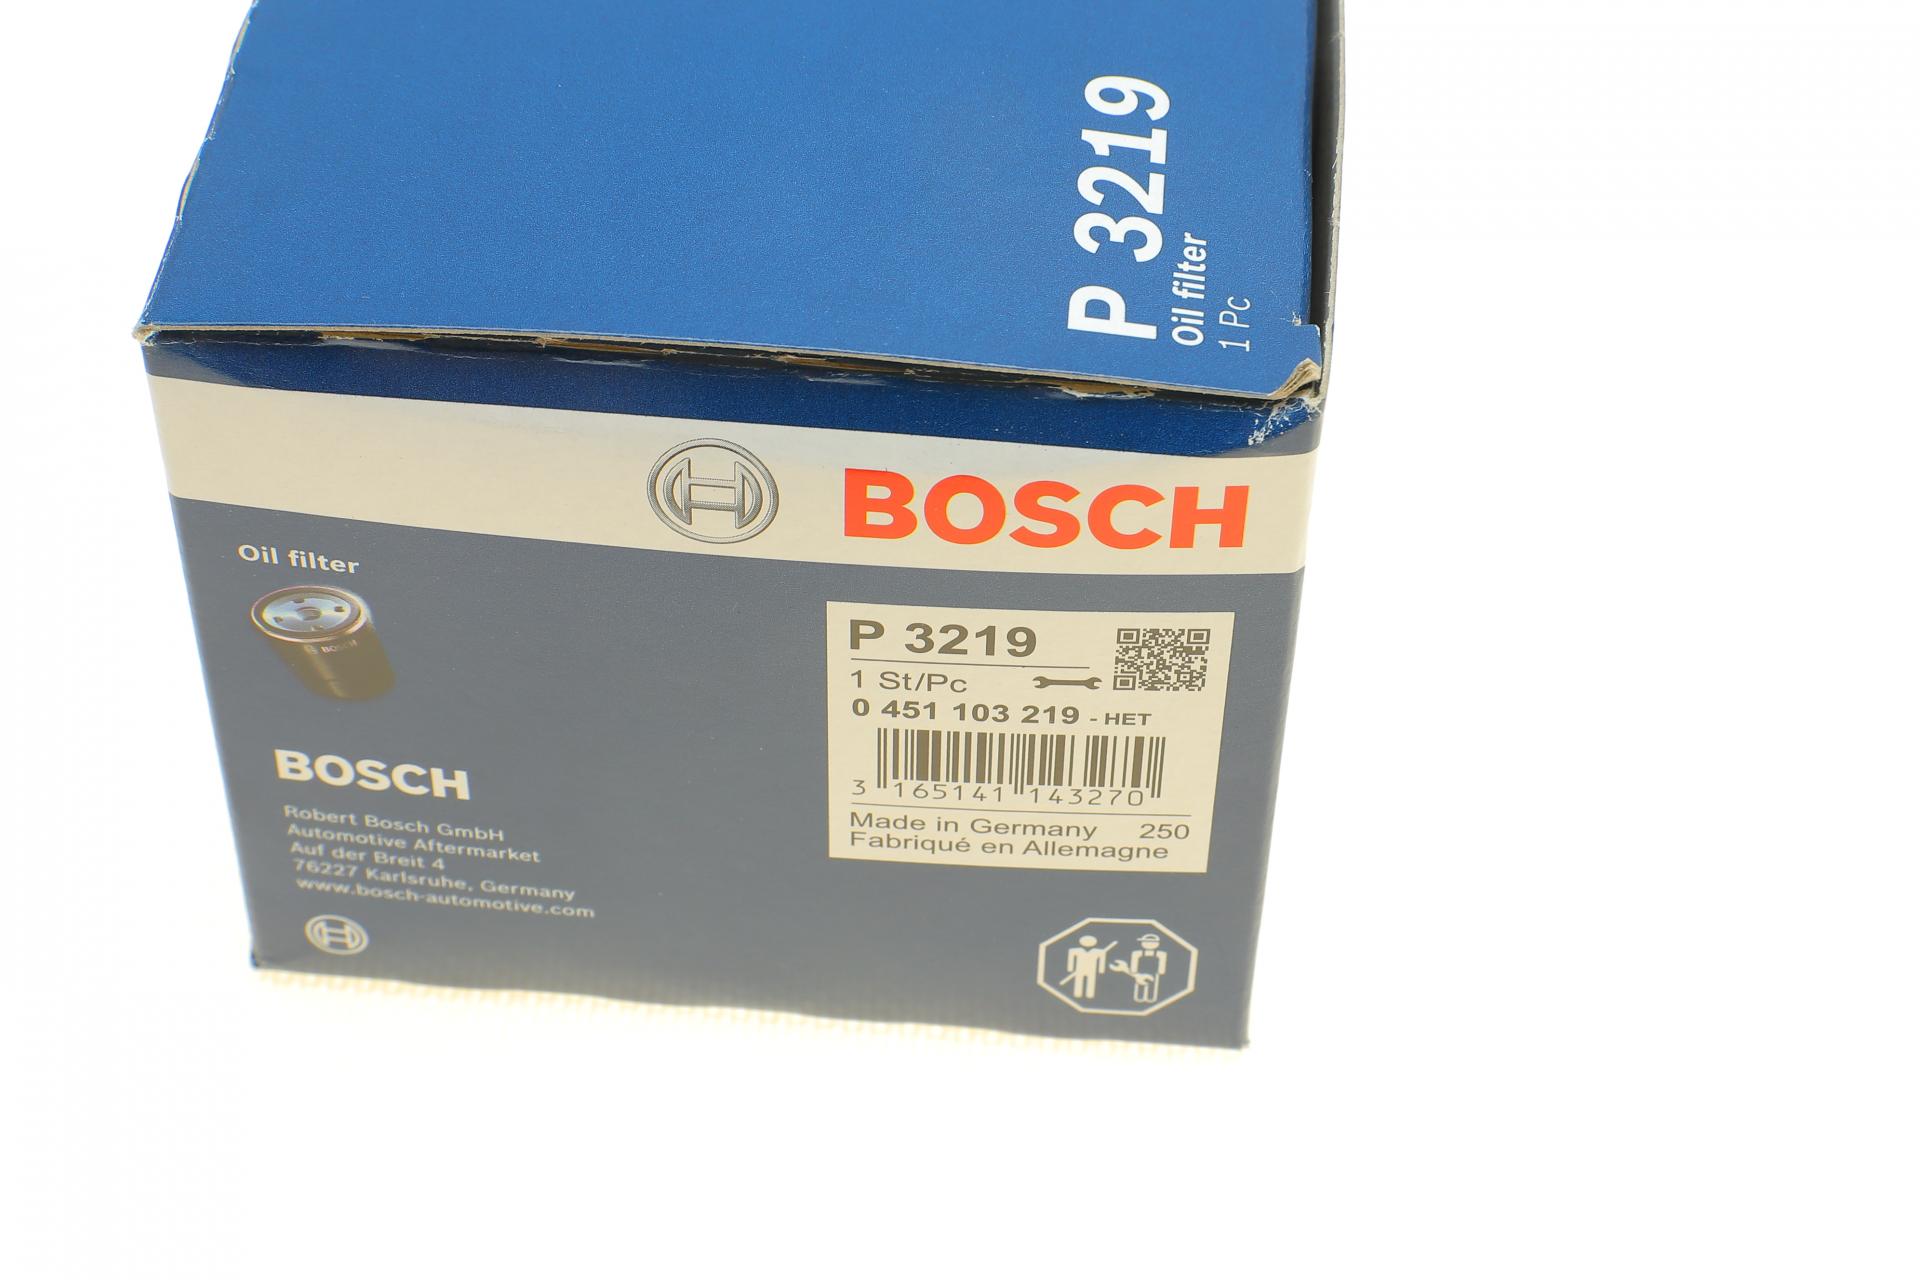 P 3219
Oil filter
1 Pc
BOSCH
Oil filter
BOSCH
P 3219
1 St/Pc
0 451 103 219 - HET
3 165141 143270
Made in Germany 250
Fabriqué en Allemagne
BOSCH
Robert Bosch GmbH
Automotive Aftermarket
Auf der Breit 4
76227 Karlsruhe, Germany
www.bosch-automotive.com